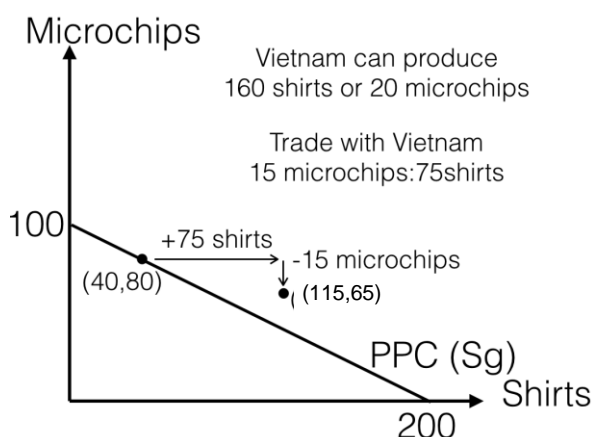 Microchips
Vietnam can produce
160 shirts or 20 microchips
Trade with Vietnam
15 microchips:75shirts
100
+75 shirts
-15 microchips
(40,80)
( (115,65)
PPC (Sg)
Shirts
200